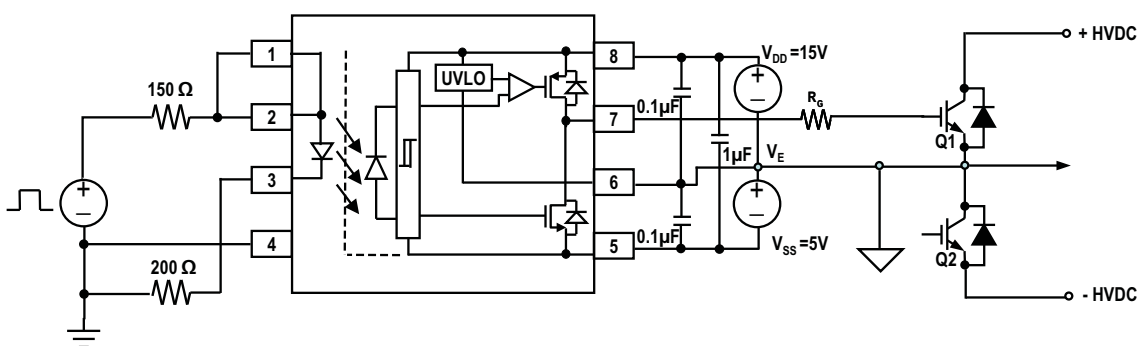 1
2
3
4
150 Ω
200 Ω
+
—
UVLO
8
7
6
5
0.1µF
0.1µF
1µF
V_DD =15V
+
—
V_E
+
—
V_SS =5V
R_G
Q1
Q2
+ HVDC
- HVDC